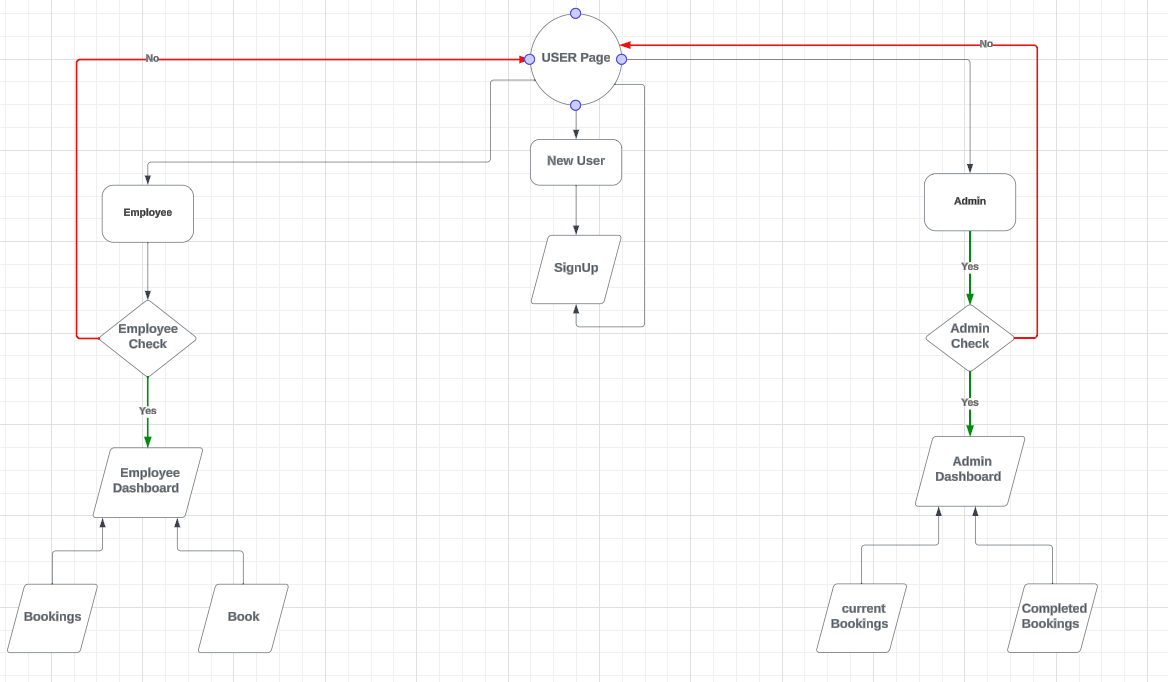 No
No
USER Page
New User
Admin
Employee
SignUp
Yes
Employee
Check
Admin
Check
Yes
Yes
Employee
Dashboard
Admin
Dashboard
Bookings
Book
current
Bookings
Completed
Bookings